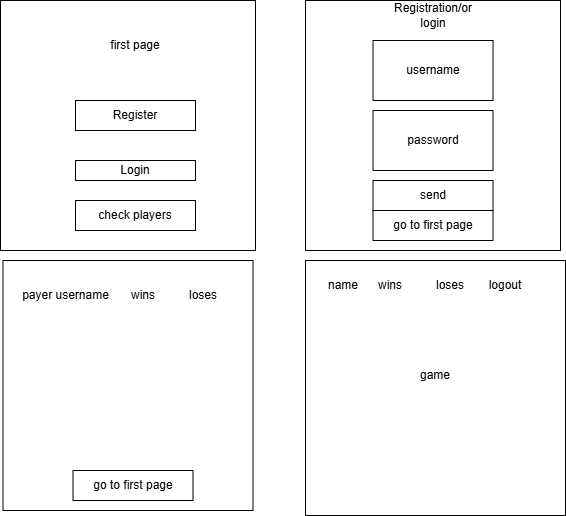 first page
Register
Login
check players
Registration/or
login
username
password
send
go to first page
payer username wins loses
go to first page
name wins loses logout
game